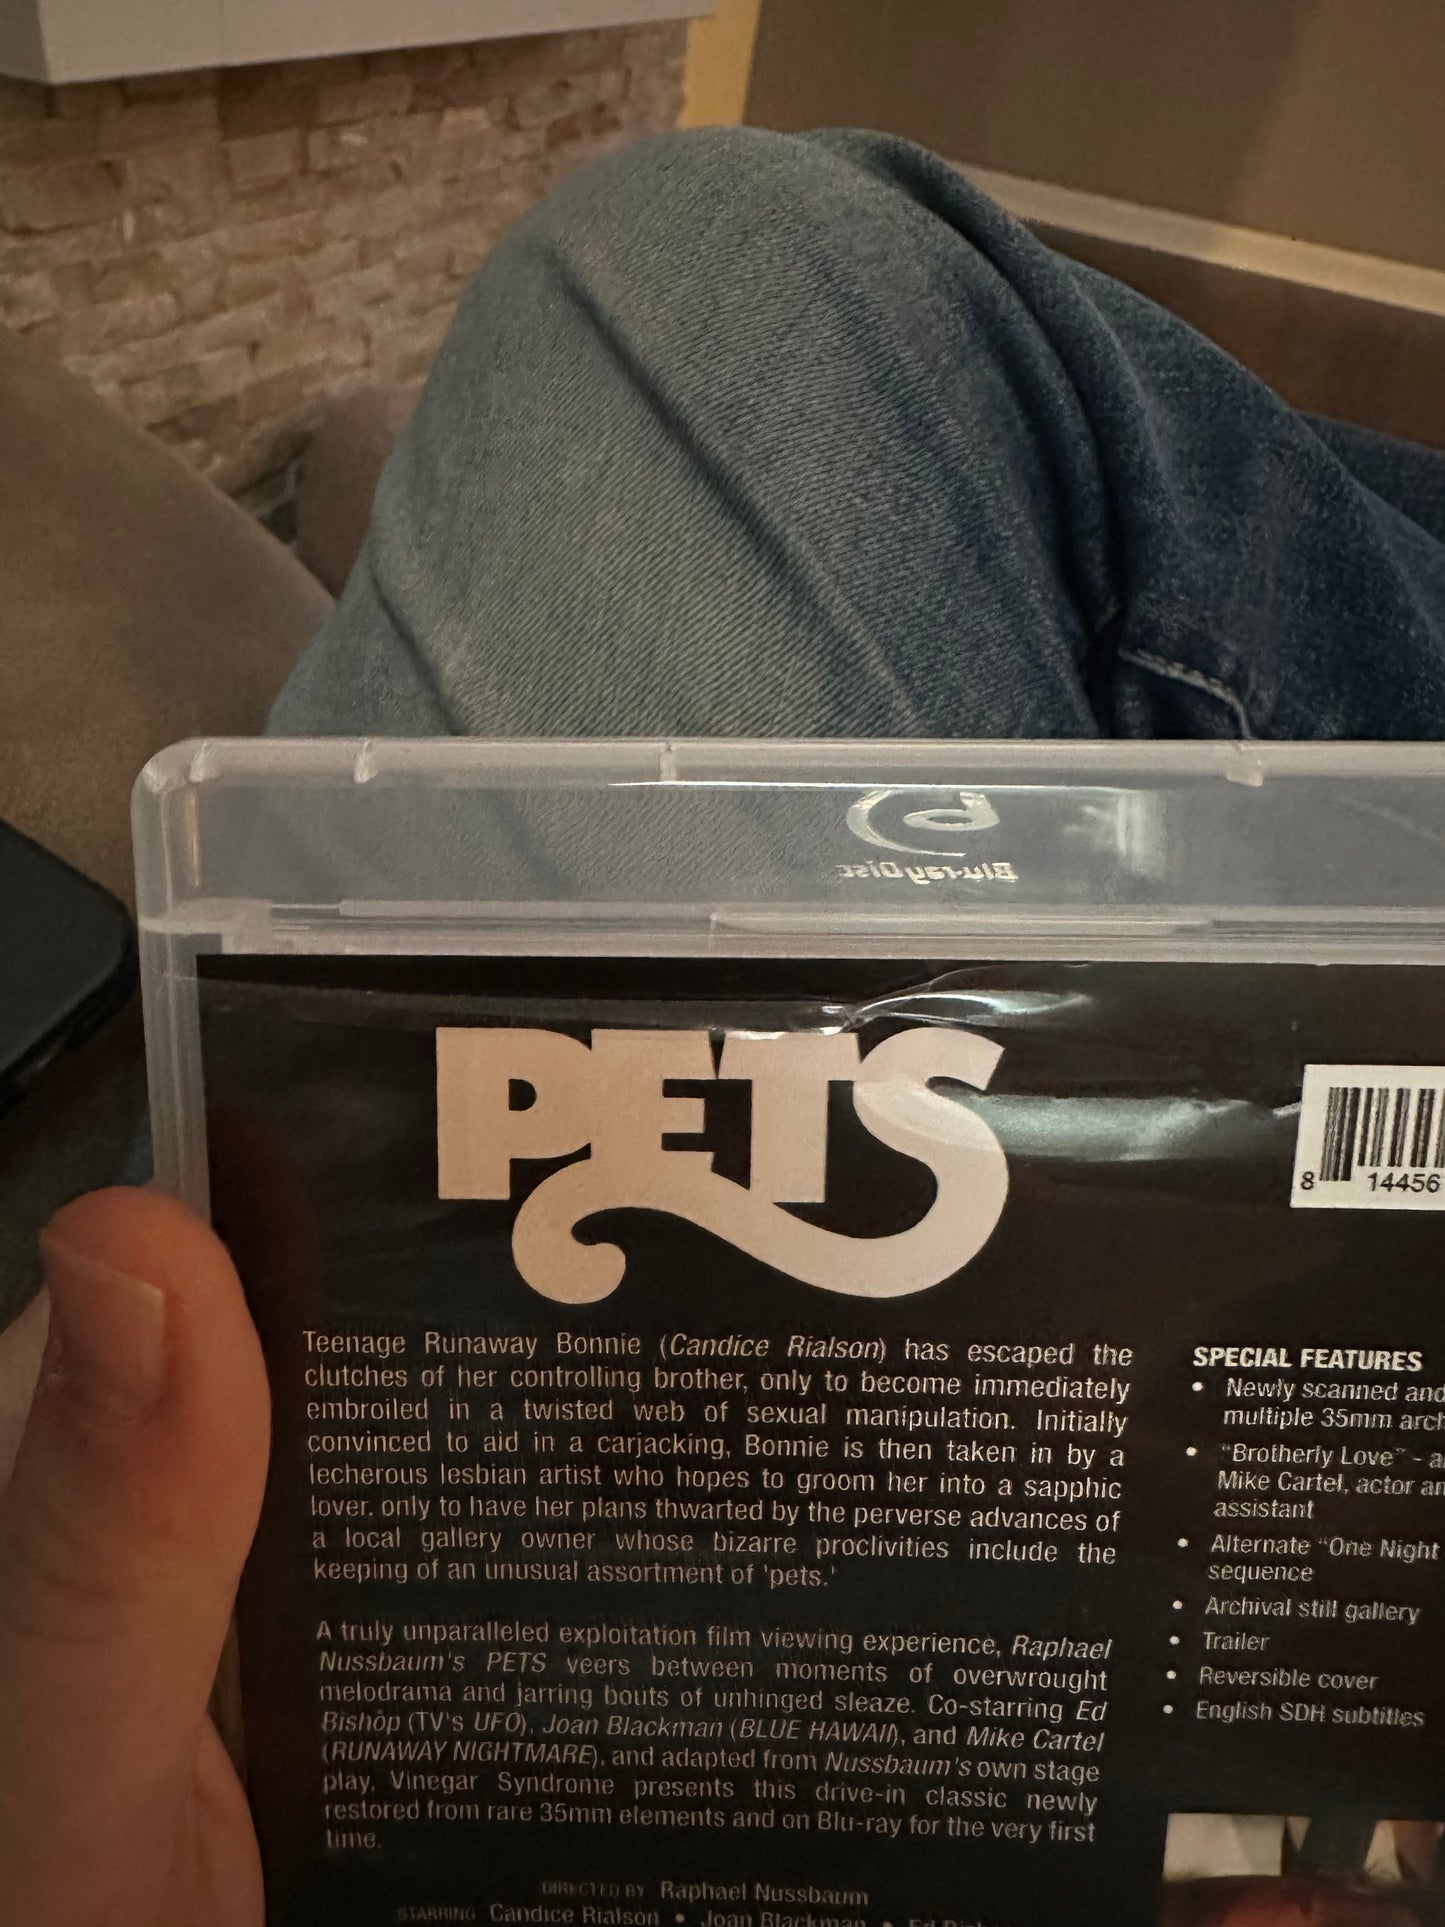 Blu-ray Disc
PETS
8 14456
Teenage Runaway Bonnie (Candice Rialson) has escaped the
clutches of her controlling brother, only to become immediately
embroiled in a twisted web of sexual manipulation. Initially
convinced to aid in a carjacking, Bonnie is then taken in by a
lecherous lesbian artist who hopes to groom her into a sapphic
lover, only to have her plans thwarted by the perverse advances of
a local gallery owner whose bizarre proclivities include the
keeping of an unusual assortment of 'pets.'
A truly unparalleled exploitation film viewing experience, Raphael
Nussbaum's PETS veers between moments of overwrought
melodrama and jarring bouts of unhinged sleaze. Co-starring Ed
Bishop (TV's UFO), Joan Blackman (BLUE HAWAII), and Mike Cartel
(RUNAWAY NIGHTMARE), and adapted from Nussbaum's own stage
play, Vinegar Syndrome presents this drive-in classic newly
restored from rare 35mm elements and on Blu-ray for the very first
time.
DIRECTED BY Raphael Nussbaum
STARRING Candice Rialson • Joan Blackman • Ed
SPECIAL FEATURES
• Newly scanned and
multiple 35mm
• "Brotherly Love" -
Mike Cartel, actor
assistant
• Alternate "One Night
sequence
• Archival still gallery
• Trailer
• Reversible cover
• English SDH subtitles